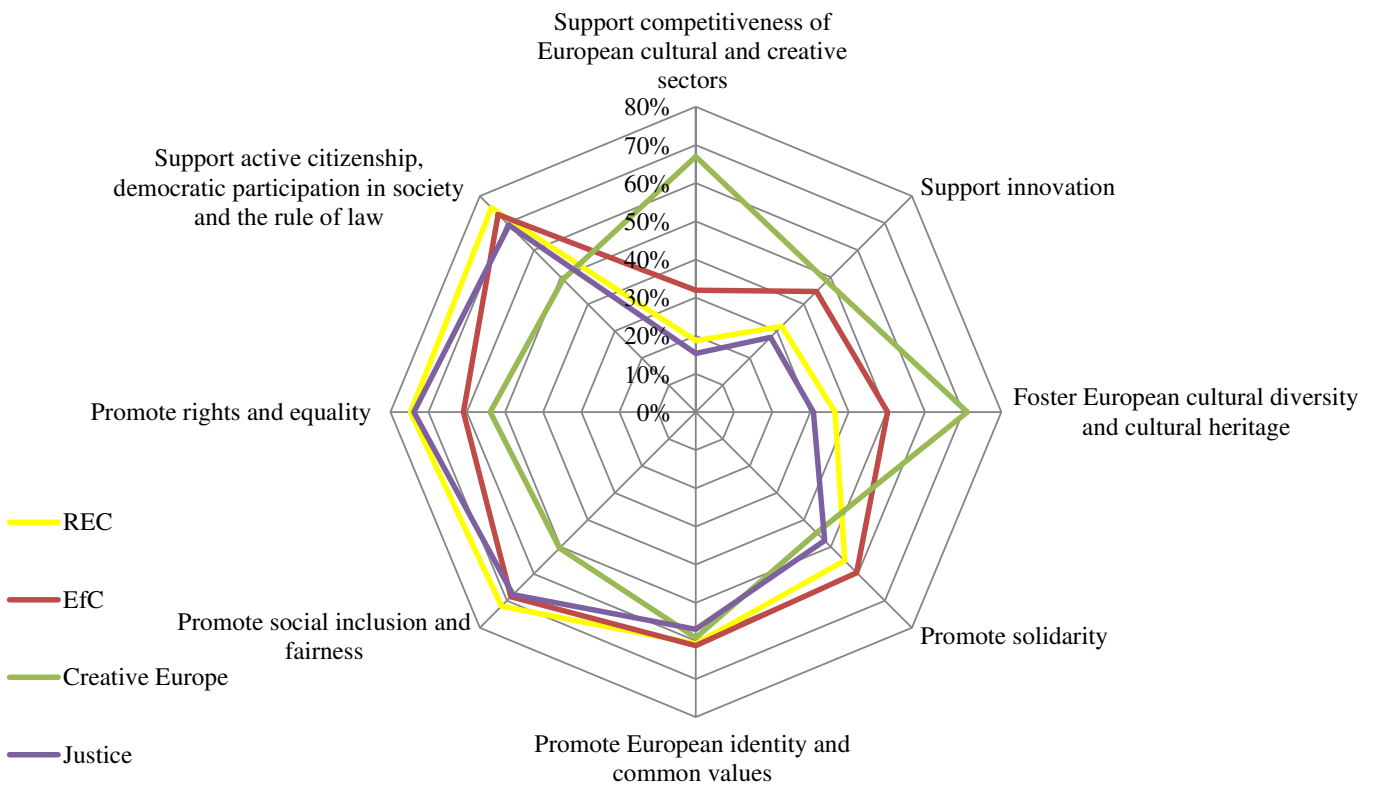 Support competitiveness of
European cultural and creative
sectors
80%
70%
60%
50%
40%
30%
20%
10%
0%
Support active citizenship,
democratic participation in society
and the rule of law
Support innovation
Promote rights and equality
Foster European cultural diversity
and cultural heritage
Promote social inclusion and
fairness
Promote solidarity
Promote European identity and
common values
REC
EfC
Creative Europe
Justice